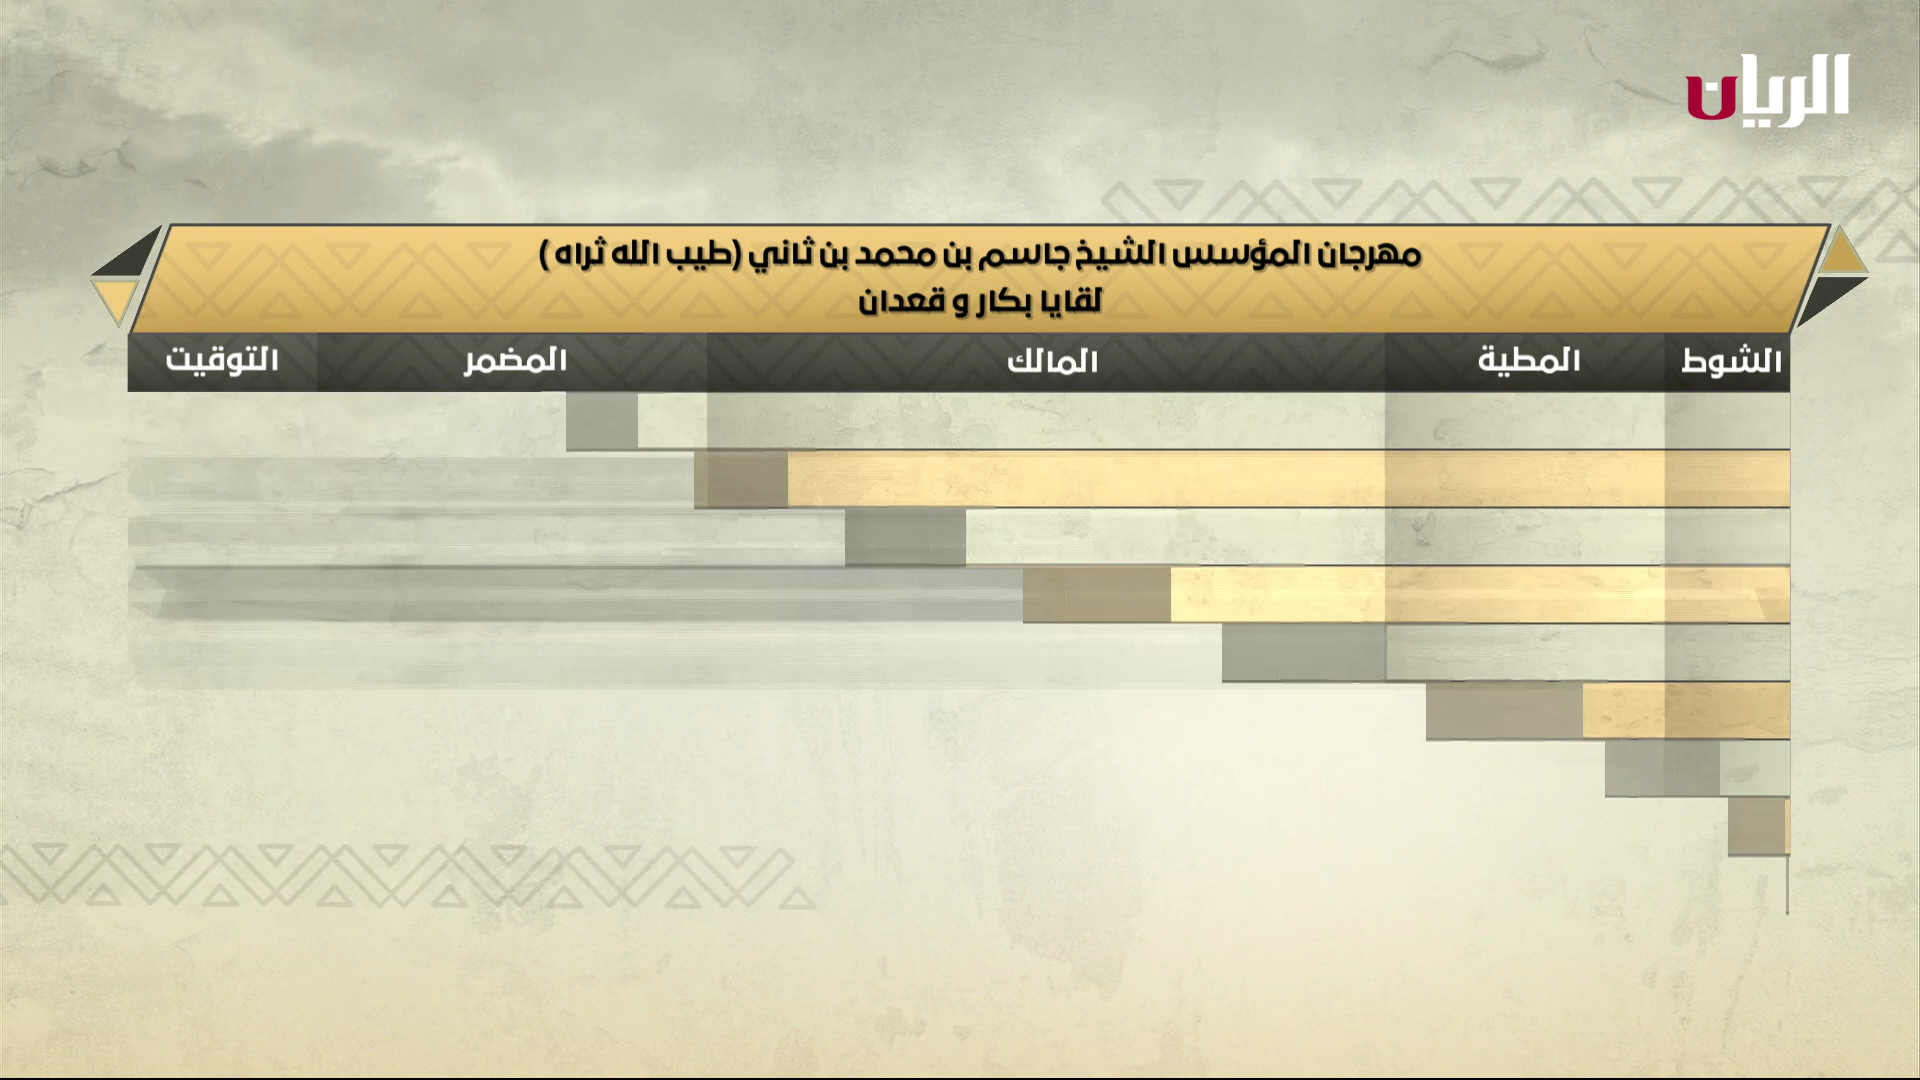 الريان
مهرجان المؤسس الشيخ جاسم بن محمد بن ثاني (طيب الله ثراه )
لقايا بكار و قعدان
الشوط المطية المالك المضمر التوقيت